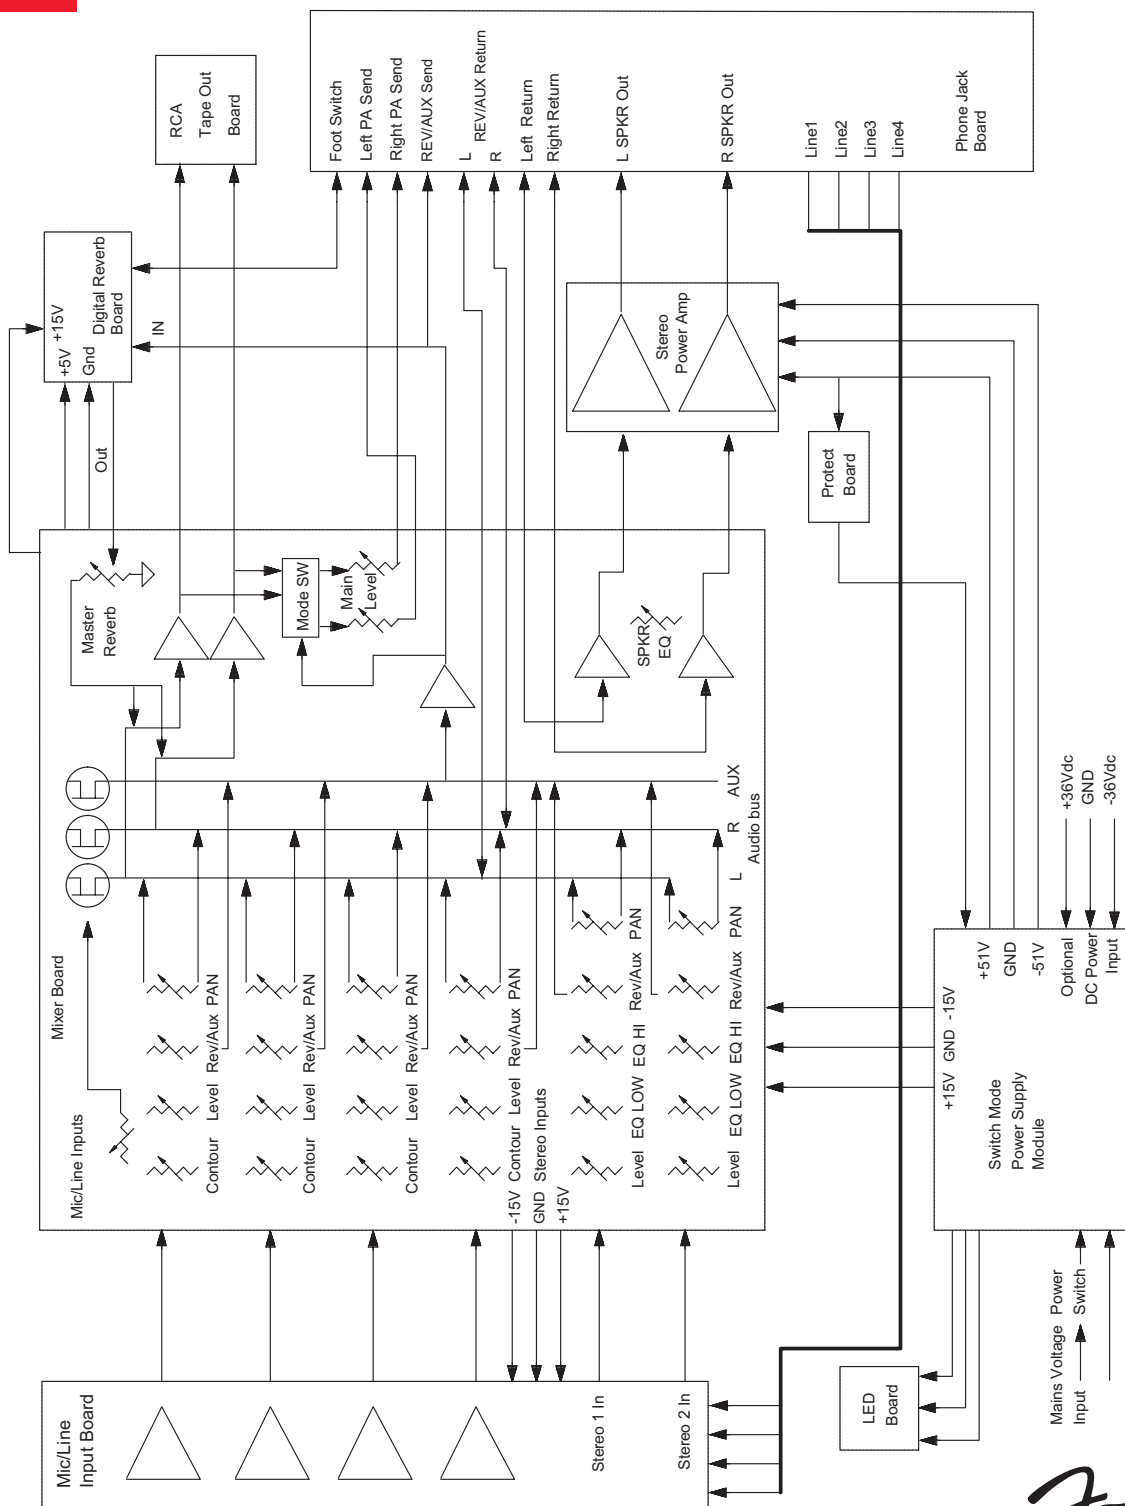 RCA
Tape Out
Board
Foot Switch
Left PA Send
Right PA Send
REV/AUX Send
L
REV/AUX Return
R
Left Return
Right Return
L SPKR Out
R SPKR Out
Line1
Line2
Line3
Line4
Phone Jack
Board
+5V +15V
Gnd
Digital Reverb
Board
IN
Out
Stereo
Power Amp
Protect
Board
Mixer Board
Master
Reverb
Mode SW
Main
Level
SPKR
EQ
L R AUX
Audio bus
Mic/Line Inputs
Contour Level Rev/Aux PAN
Contour Level Rev/Aux PAN
Contour Level Rev/Aux PAN
-15V Contour Level Rev/Aux PAN
GND Stereo Inputs
+15V
Level EQ LOW EQ HI Rev/Aux PAN
Level EQ LOW EQ HI Rev/Aux PAN
+15V GND -15V
+51V
GND
-51V
Optional
DC Power
Input
+36Vdc
GND
-36Vdc
Switch Mode
Power Supply
Module
Mic/Line
Input Board
Stereo 1 In
Stereo 2 In
LED
Board
Mains Voltage Power
Input Switch